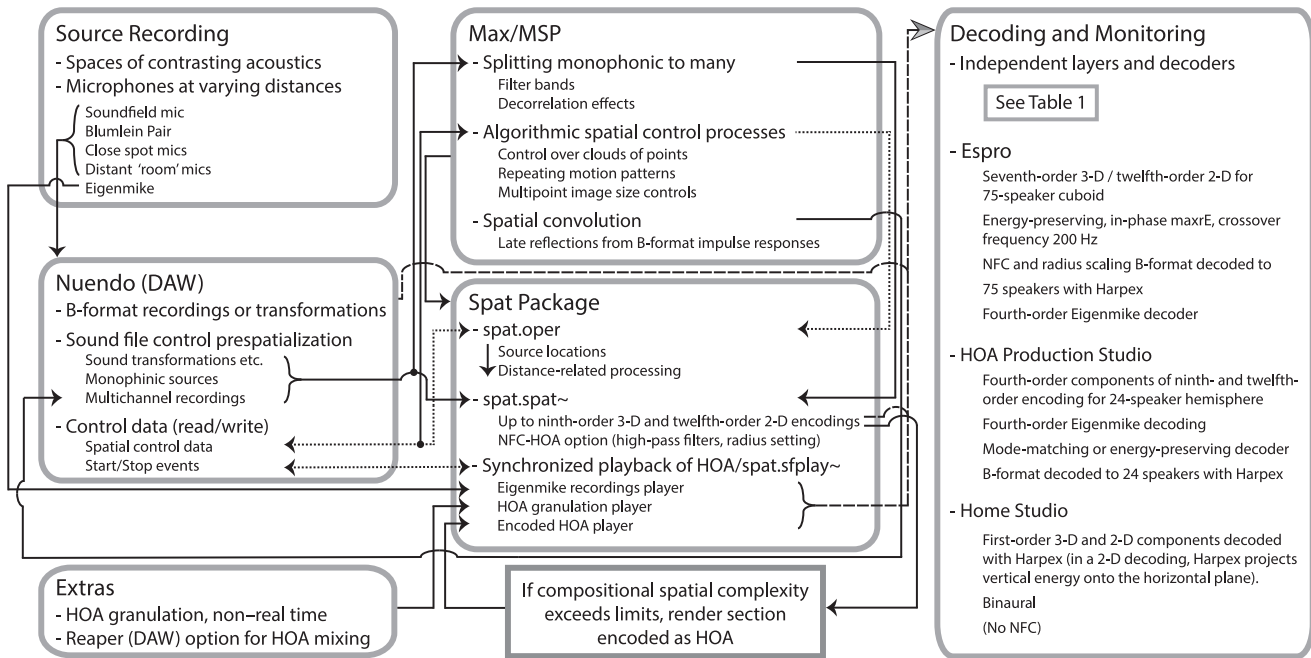 Source Recording
- Spaces of contrasting acoustics
- Microphones at varying distances
Soundfield mic
Blumlein Pair
Close spot mics
Distant ‘room’ mics
Eigenmike
Nuendo (DAW)
- B-format recordings or transformations
- Sound file control prespatialization
Sound transformations etc.
Monophinic sources
Multichannel recordings
- Control data (read/write)
Spatial control data
Start/Stop events
Extras
- HOA granulation, non–real time
- Reaper (DAW) option for HOA mixing
Max/MSP
- Splitting monophonic to many
Filter bands
Decorrelation effects
- Algorithmic spatial control processes
Control over clouds of points
Repeating motion patterns
Multipoint image size controls
- Spatial convolution
Late reflections from B-format impulse responses
Spat Package
- spat.oper
Source locations
Distance-related processing
- spat.spat~
Up to ninth-order 3-D and twelfth-order 2-D encodings
NFC-HOA option (high-pass filters, radius setting)
- Synchronized playback of HOA/spat.sfplay~
Eigenmike recordings player
HOA granulation player
Encoded HOA player
If compositional spatial complexity
exceeds limits, render section
encoded as HOA
Decoding and Monitoring
- Independent layers and decoders
See Table 1
- Espro
Seventh-order 3-D / twelfth-order 2-D for
75-speaker cuboid
Energy-preserving, in-phase maxrE, crossover
frequency 200 Hz
NFC and radius scaling B-format decoded to
75 speakers with Harpex
Fourth-order Eigenmike decoder
- HOA Production Studio
Fourth-order components of ninth- and twelfth-
order encoding for 24-speaker hemisphere
Fourth-order Eigenmike decoding
Mode-matching or energy-preserving decoder
B-format decoded to 24 speakers with Harpex
- Home Studio
First-order 3-D and 2-D components decoded
with Harpex (in a 2-D decoding, Harpex projects
vertical energy onto the horizontal plane).
Binaural
(No NFC)